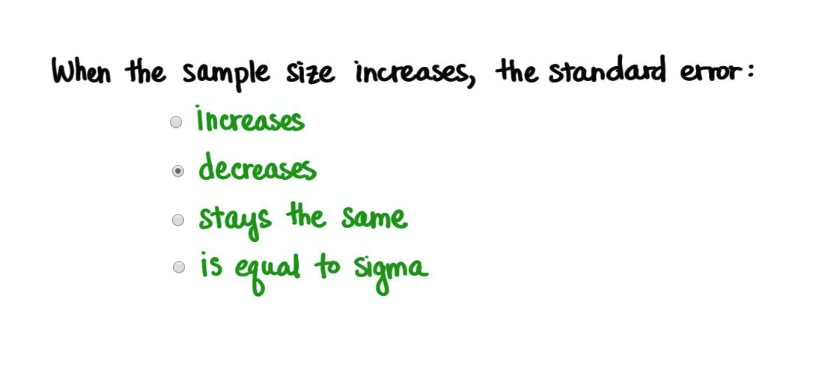 When the sample size increases, the standard error:
increases
decreases
stays the same
is equal to sigma